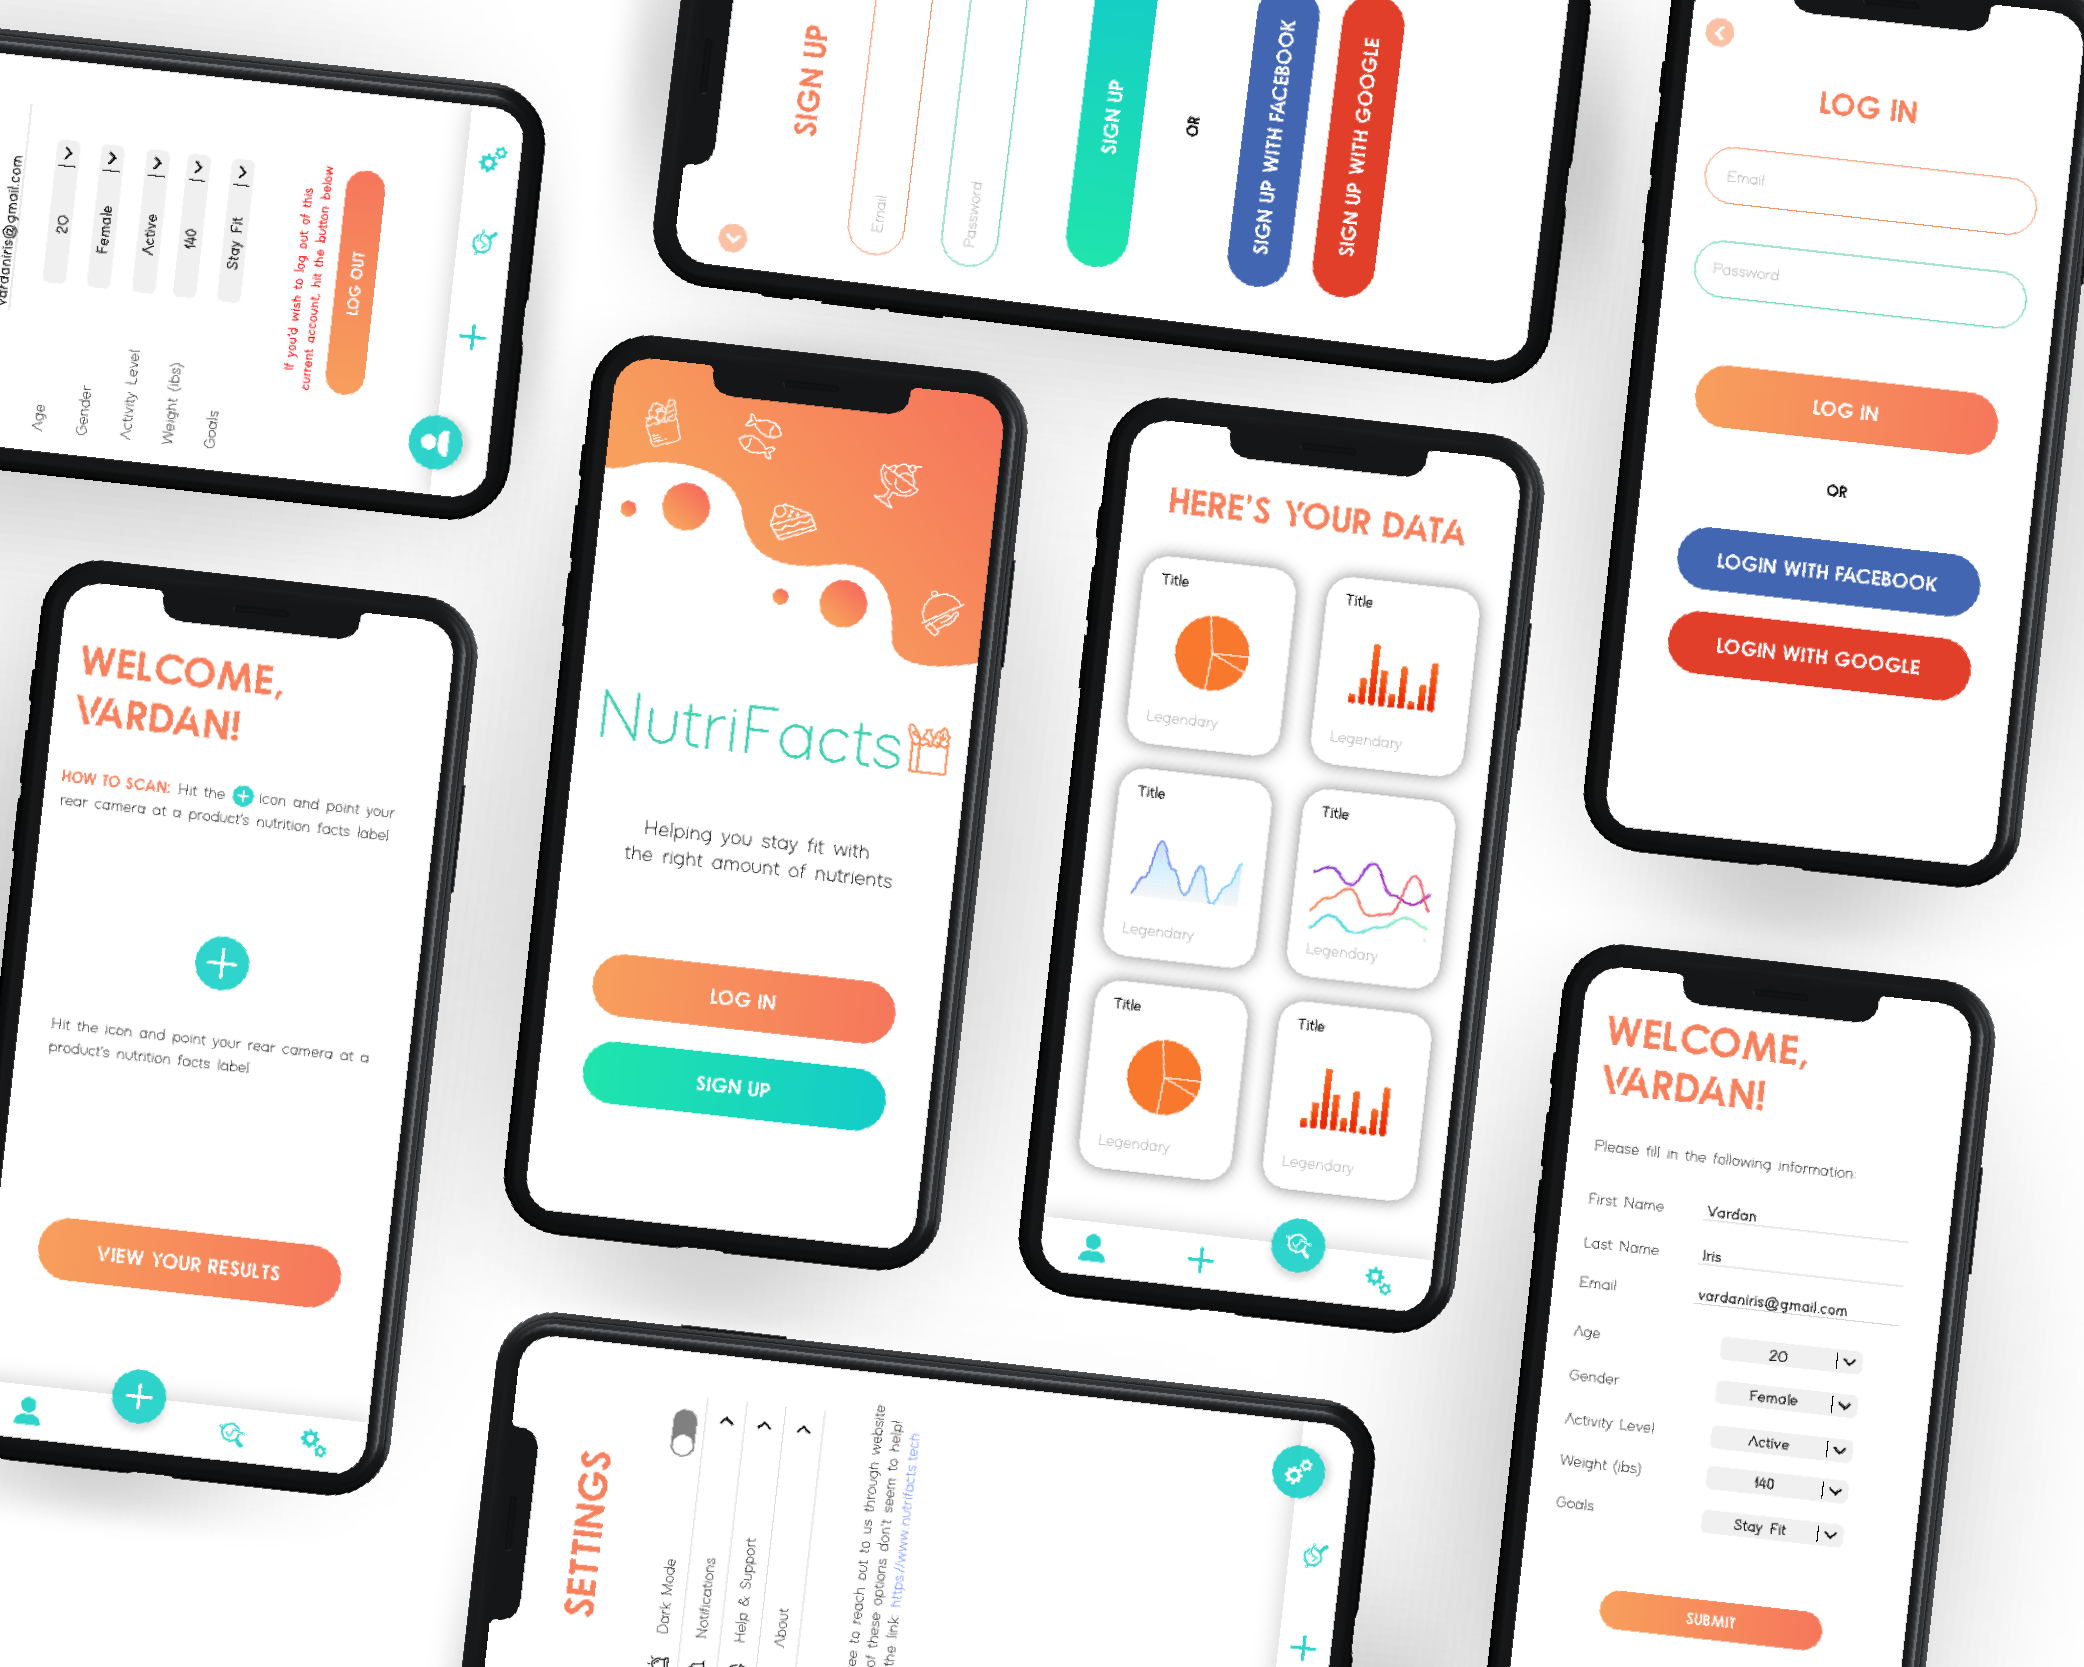 vardaniris@gmail.com
Age
20
Gender
Female
Activity Level
Active
Weight (ibs)
140
Goals
Stay Fit
If you'd wish to log out of this
current account, hit the button below
LOG OUT
SIGN UP
Email
Password
SIGN UP
OR
SIGN UP WITH FACEBOOK
SIGN UP WITH GOOGLE
LOG IN
Email
Password
LOG IN
OR
LOGIN WITH FACEBOOK
LOGIN WITH GOOGLE
WELCOME,
VARDAN!
HOW TO SCAN: Hit the icon and point your
rear camera at a product's nutrition facts label
Hit the icon and point your rear camera at a
product's nutrition facts label
VIEW YOUR RESULTS
NutriFacts
Helping you stay fit with
the right amount of nutrients
LOG IN
SIGN UP
HERE'S YOUR DATA
Title
Legendary
Title
Legendary
Title
Legendary
Title
Legendary
Title
Legendary
Title
Legendary
SETTINGS
Dark Mode
Notifications
Help & Support
About
to reach out to us through website
of these options don't seem to help!
the link: https://www.nutrifacts.tech
WELCOME,
VARDAN!
Please fill in the following information:
First Name
Vardan
Last Name
Iris
Email
vardaniris@gmail.com
Age
20
Gender
Female
Activity Level
Active
Weight (ibs)
140
Goals
Stay Fit
SUBMIT